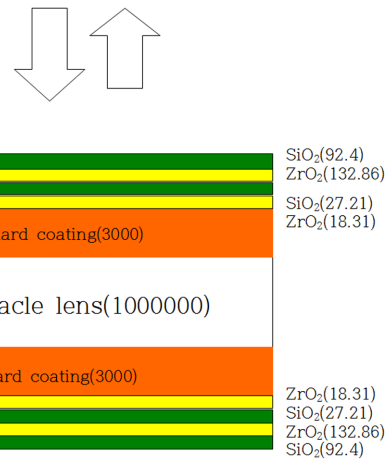 SiO₂(92.4)
ZrO₂(132.86)
SiO₂(27.21)
ZrO₂(18.31)
ard coating(3000)
acle lens(1000000)
ard coating(3000)
ZrO₂(18.31)
SiO₂(27.21)
ZrO₂(132.86)
SiO₂(92.4)